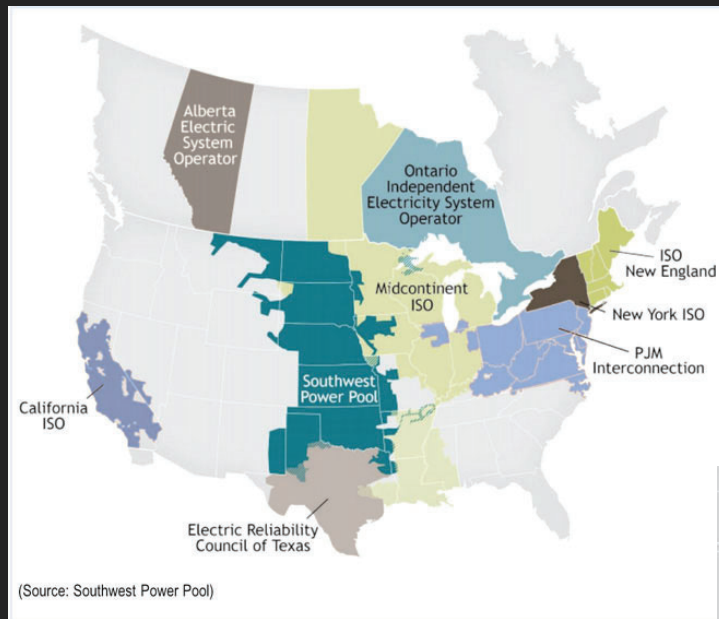 Alberta
Electric
System
Operator
Ontario
Independent
Electricity System
Operator
ISO
New England
Midcontinent
ISO
New York ISO
PJM
Interconnection
Southwest
Power Pool
California
ISO
Electric Reliability
Council of Texas
(Source: Southwest Power Pool)